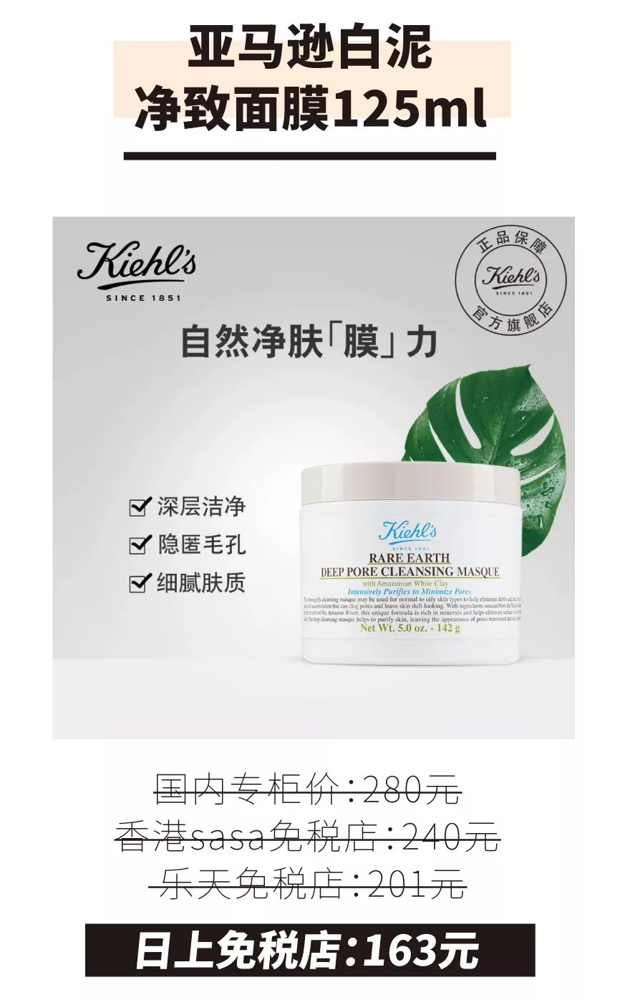 亚马逊白泥
净致面膜125ml
Kiehl's
SINCE 1851
正品保障
Kiehl's
SINCE 1851
官方旗舰店
自然净肤「膜」力
深层洁净
隐匿毛孔
细腻肤质
Kiehl's
SINCE 1851
RARE EARTH
DEEP PORE CLEANSING MASQUE
with Amazonian White Clay
Intensively Purifies to Minimize Pores
thoroughly cleansing masque may be used for normal to oily skin types to help eliminate debris and
accumulation that can clog pores and leave skin dull-looking. With ingredients sourced from the
mouth of the Amazon River, this unique formula is rich in minerals and helps eliminate surface
deep cleansing masque helps to purify skin, leaving the appearance of pores minimized and
Net Wt. 5.0 oz. - 142 g
国内专柜价:280元
香港sasa免税店:240元
乐天免税店:201元
日上免税店:163元